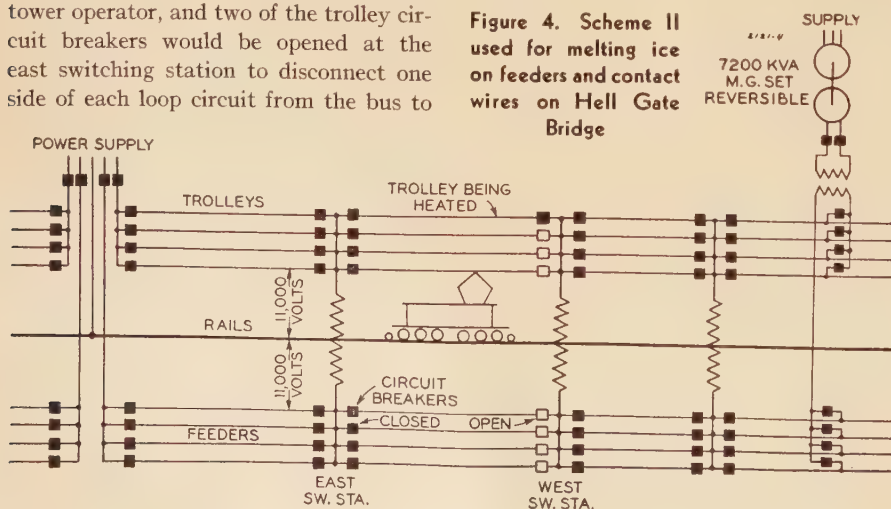 tower operator, and two of the trolley cir-
cuit breakers would be opened at the
east switching station to disconnect one
side of each loop circuit from the bus to
Figure 4. Scheme II
used for melting ice
on feeders and contact
wires on Hell Gate
Bridge
SUPPLY
7200 KVA
M.G. SET
REVERSIBLE
POWER SUPPLY
TROLLEYS
TROLLEY BEING
HEATED
11,000
VOLTS
RAILS
11,000
VOLTS
CIRCUIT
BREAKERS
CLOSED
OPEN
FEEDERS
EAST
SW. STA.
WEST
SW. STA.